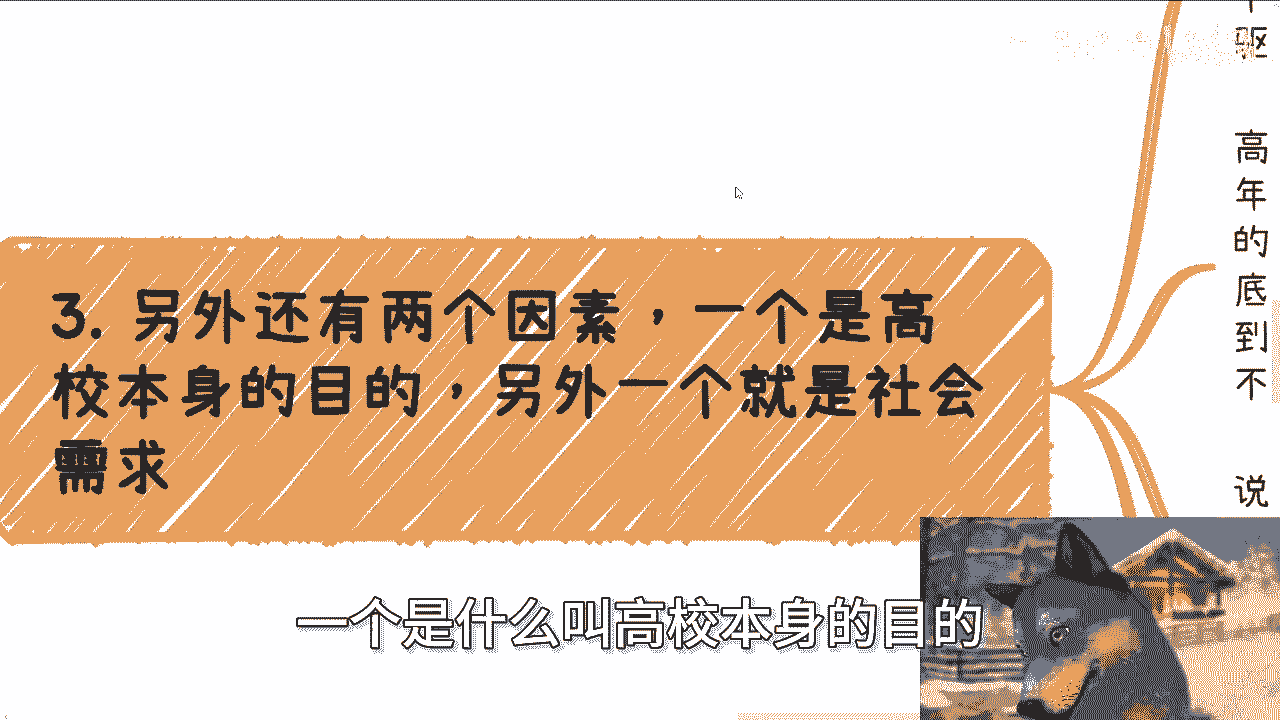 3. 另外还有两个因素，一个是高
校本身的目的，另外一个就是社会
需求
驱
高
年
的
底
到
不
说
一个是什么叫高校本身的目的